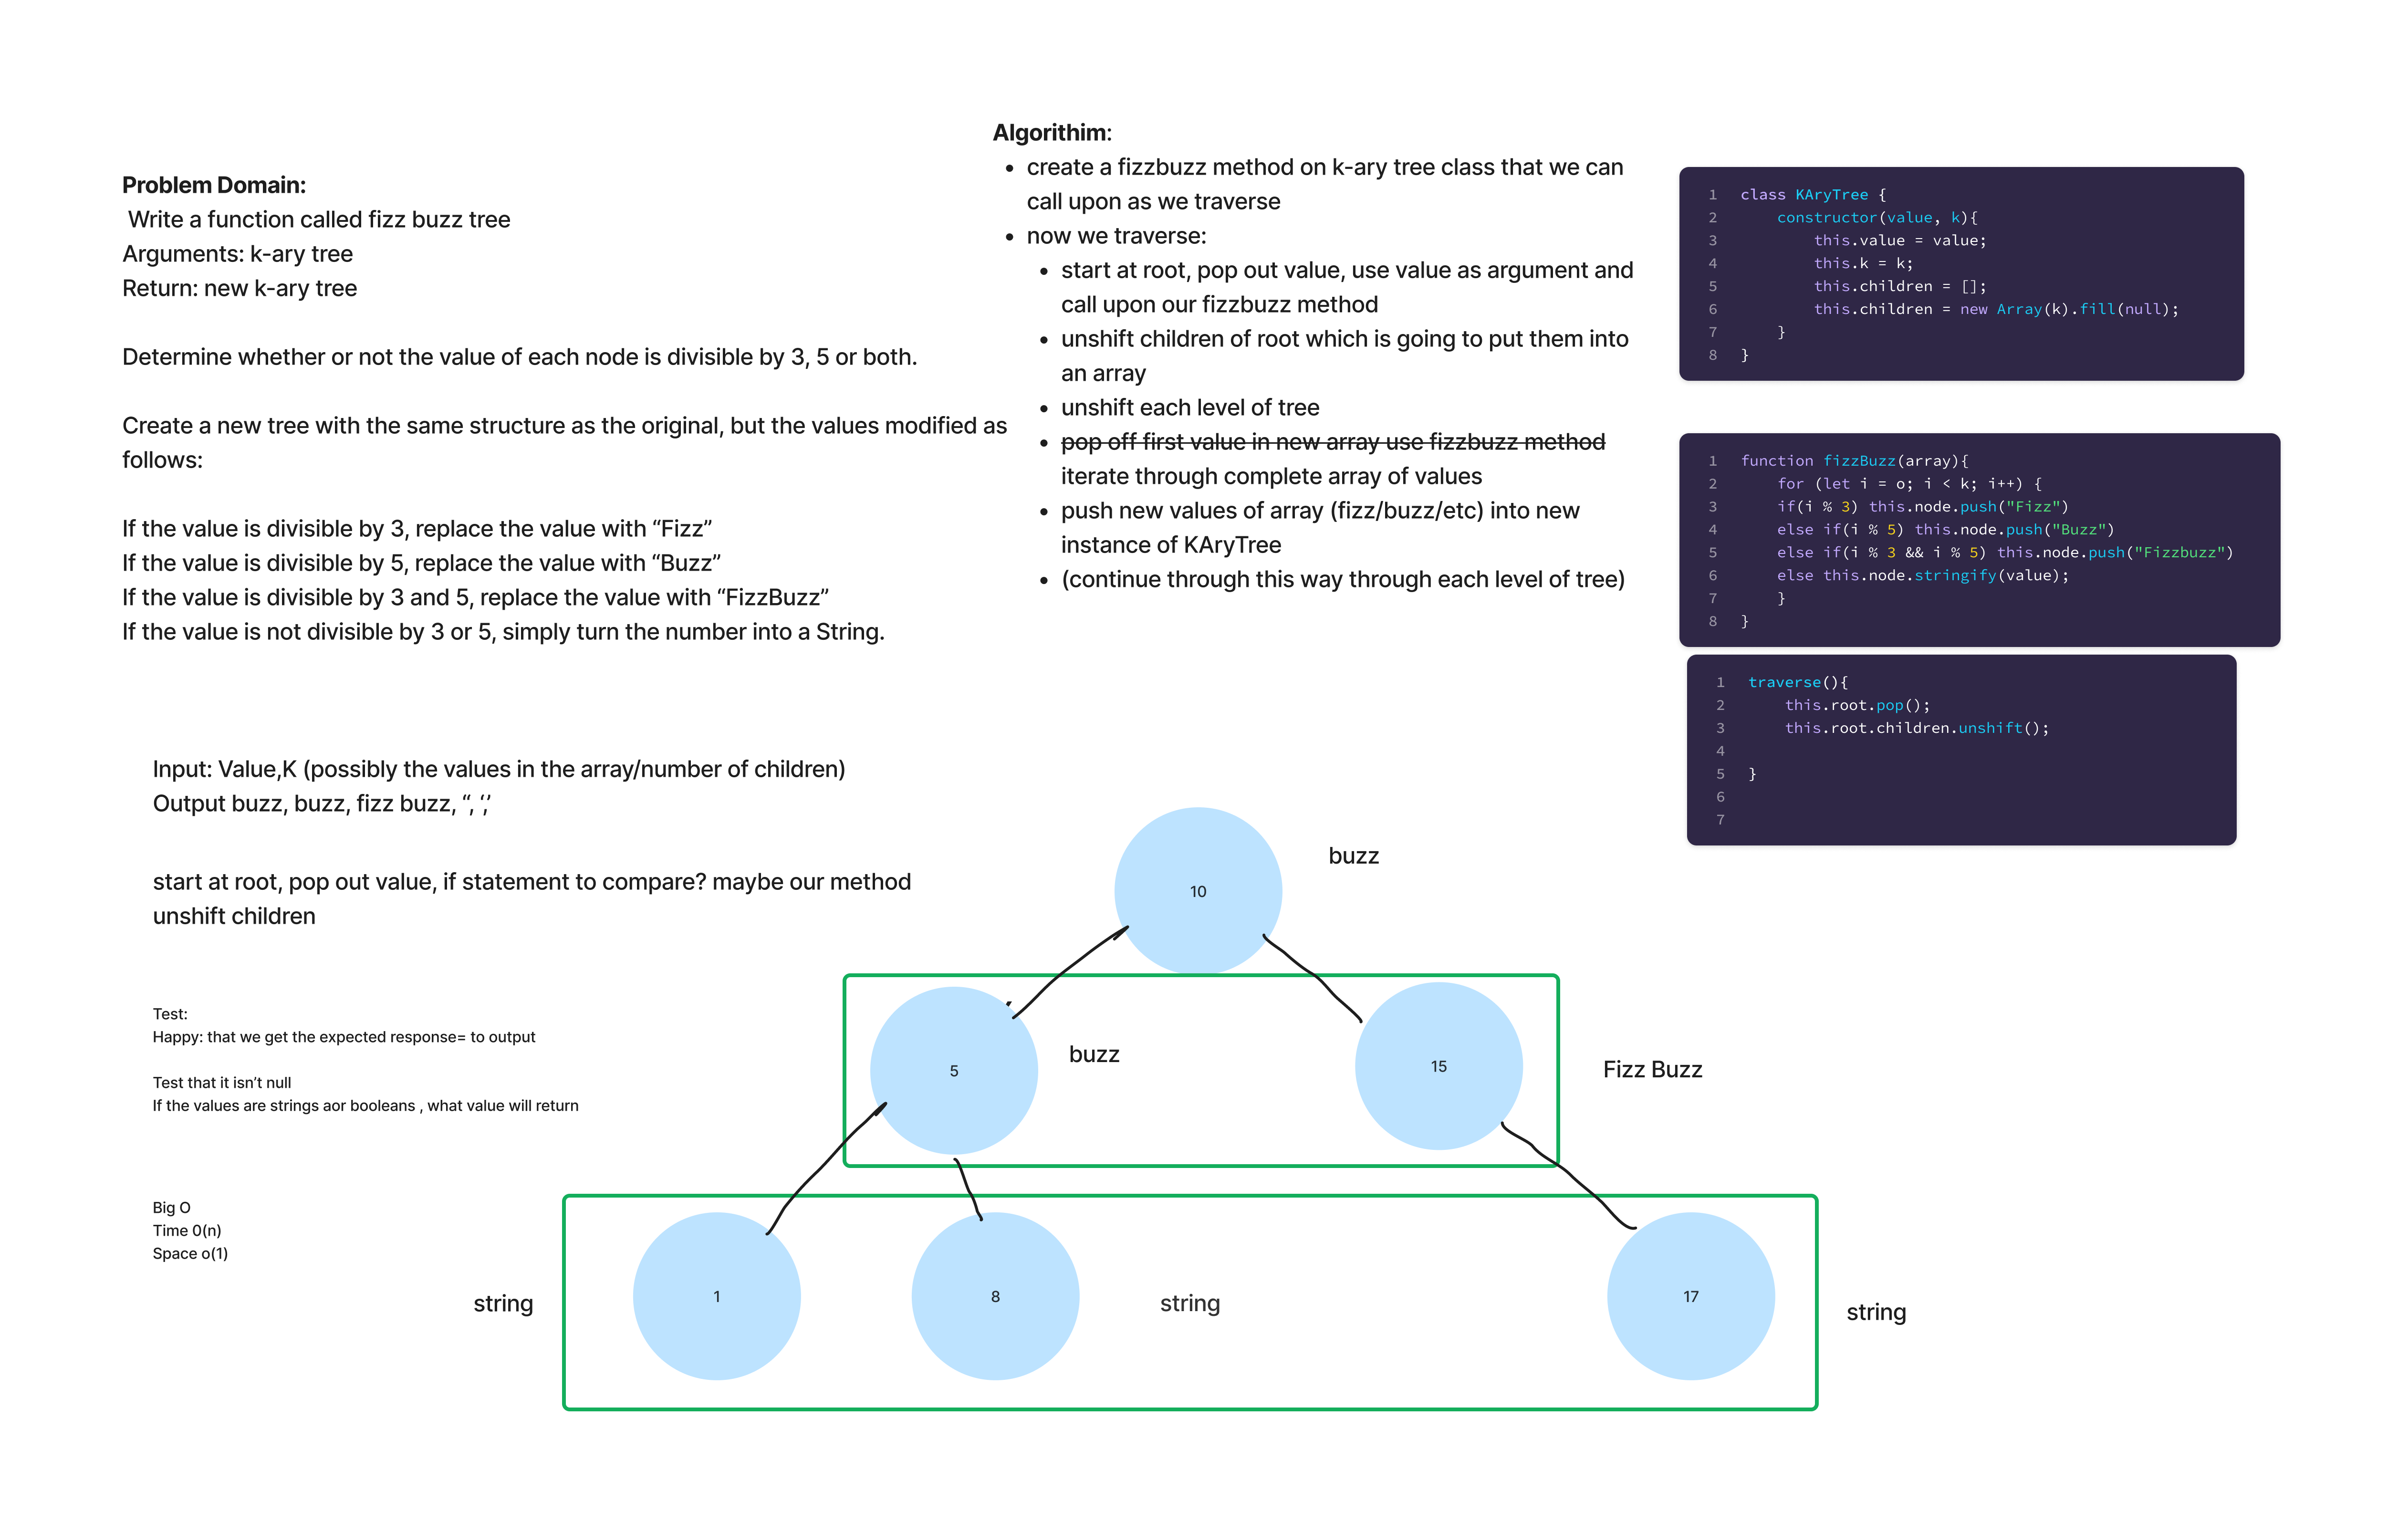 Problem Domain:
Write a function called fizz buzz tree
Arguments: k-ary tree
Return: new k-ary tree
Determine whether or not the value of each node is divisible by 3, 5 or both.
Create a new tree with the same structure as the original, but the values modified as
follows:
If the value is divisible by 3, replace the value with “Fizz”
If the value is divisible by 5, replace the value with “Buzz”
If the value is divisible by 3 and 5, replace the value with “FizzBuzz”
If the value is not divisible by 3 or 5, simply turn the number into a String.
Algorithim:
• create a fizzbuzz method on k-ary tree class that we can
call upon as we traverse
• now we traverse:
• start at root, pop out value, use value as argument and
call upon our fizzbuzz method
• unshift children of root which is going to put them into
an array
• unshift each level of tree
• pop off first value in new array use fizzbuzz method
iterate through complete array of values
• push new values of array (fizz/buzz/etc) into new
instance of KAryTree
• (continue through this way through each level of tree)
1 class KAryTree {
2 constructor(value, k){
3 this.value = value;
4 this.k = k;
5 this.children = [];
6 this.children = new Array(k).fill(null);
7 }
8 }
1 function fizzBuzz(array){
2 for (let i = o; i < k; i++) {
3 if(i % 3) this.node.push("Fizz")
4 else if(i % 5) this.node.push("Buzz")
5 else if(i % 3 && i % 5) this.node.push("Fizzbuzz")
6 else this.node.stringify(value);
7 }
8 }
1 traverse(){
2 this.root.pop();
3 this.root.children.unshift();
4
5 }
6
7
Input: Value,K (possibly the values in the array/number of children)
Output buzz, buzz, fizz buzz, “, ‘,’
start at root, pop out value, if statement to compare? maybe our method
unshift children
Test:
Happy: that we get the expected response= to output
Test that it isn’t null
If the values are strings aor booleans , what value will return
Big O
Time 0(n)
Space o(1)
10
buzz
5
buzz
15
Fizz Buzz
string
1
8
string
17
string